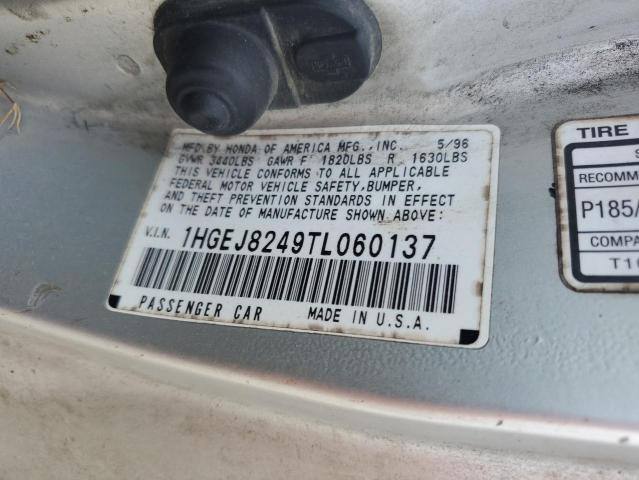 MFD. BY HONDA OF AMERICA MFG., INC. 5/96
GVWR 3440LBS GAWR F 1820LBS R 1630LBS
THIS VEHICLE CONFORMS TO ALL APPLICABLE
FEDERAL MOTOR VEHICLE SAFETY, BUMPER,
AND THEFT PREVENTION STANDARDS IN EFFECT
ON THE DATE OF MANUFACTURE SHOWN ABOVE.
V.I.N. 1HGEJ8249TL060137
PASSENGER CAR MADE IN U.S.A.
TIRE
S
RECOMM
P185/
COMPA
T10